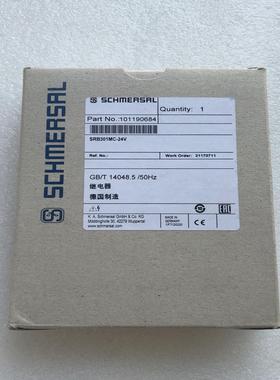 SCHMERSAL
SCHMERSAL
Part No.:101190684
Quantity: 1
SRB301MC-24V
Ref. No.:
Work Order: 21173711
GB/T 14048.5 /50Hz
继电器
德国制造
K. A. Schmersal GmbH & Co. KG
Möddinghofe 30, 42279 Wuppertal
www.schmersal.com
MADE IN
GERMANY